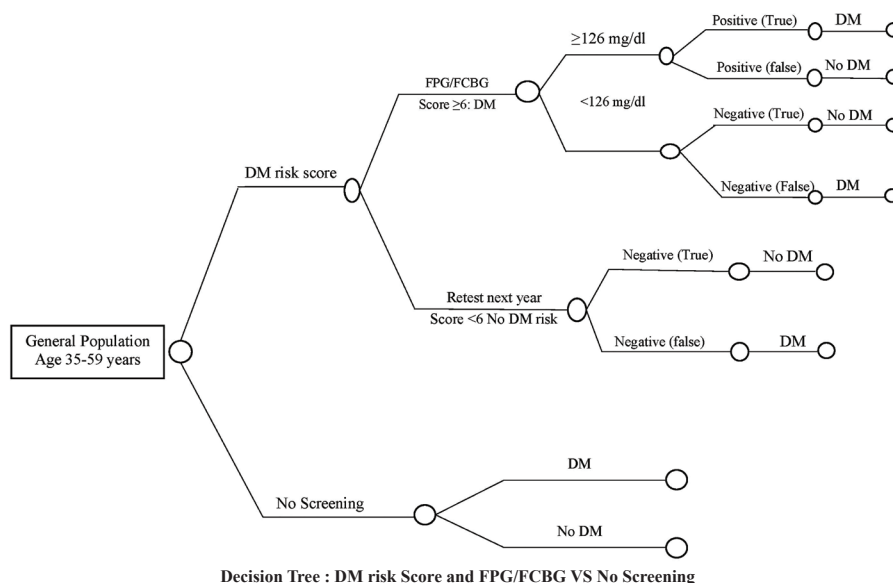 ≥126 mg/dl
Positive (True)
DM
Positive (false)
No DM
FPG/FCBG
Score ≥6: DM
<126 mg/dl
Negative (True)
No DM
Negative (False)
DM
DM risk score
Retest next year
Score <6 No DM risk
Negative (True)
No DM
Negative (false)
DM
General Population
Age 35-59 years
No Screening
DM
No DM
Decision Tree : DM risk Score and FPG/FCBG VS No Screening